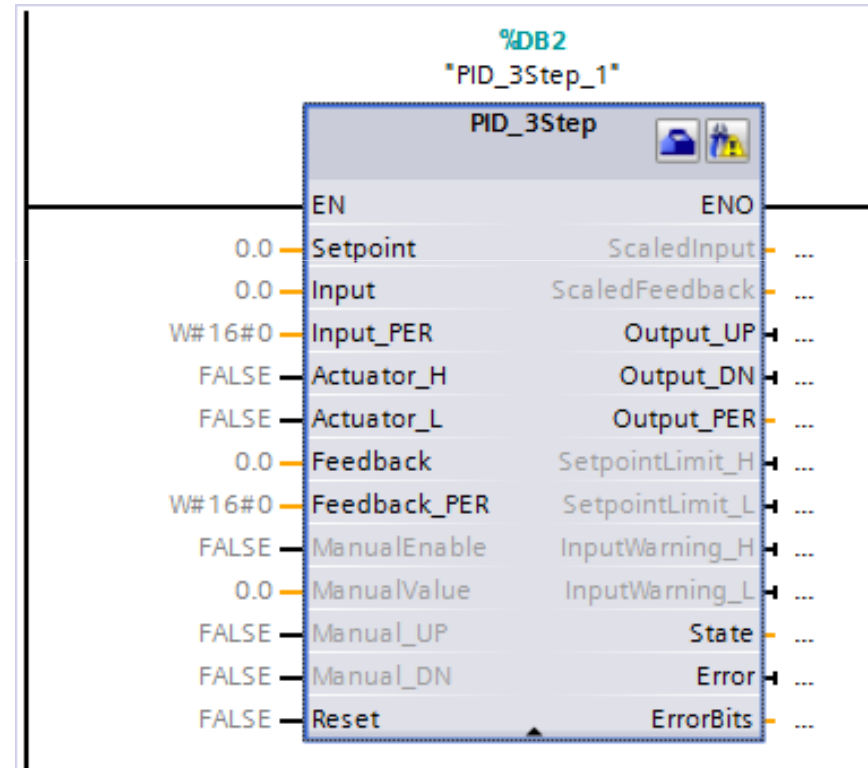 %DB2
"PID_3Step_1"
PID_3Step
EN ENO
0.0 Setpoint ScaledInput ...
0.0 Input ScaledFeedback ...
W#16#0 Input_PER Output_UP ...
FALSE Actuator_H Output_DN ...
FALSE Actuator_L Output_PER ...
0.0 Feedback SetpointLimit_H ...
W#16#0 Feedback_PER SetpointLimit_L ...
FALSE ManualEnable InputWarning_H ...
0.0 ManualValue InputWarning_L ...
FALSE Manual_UP State ...
FALSE Manual_DN Error ...
FALSE Reset ErrorBits ...